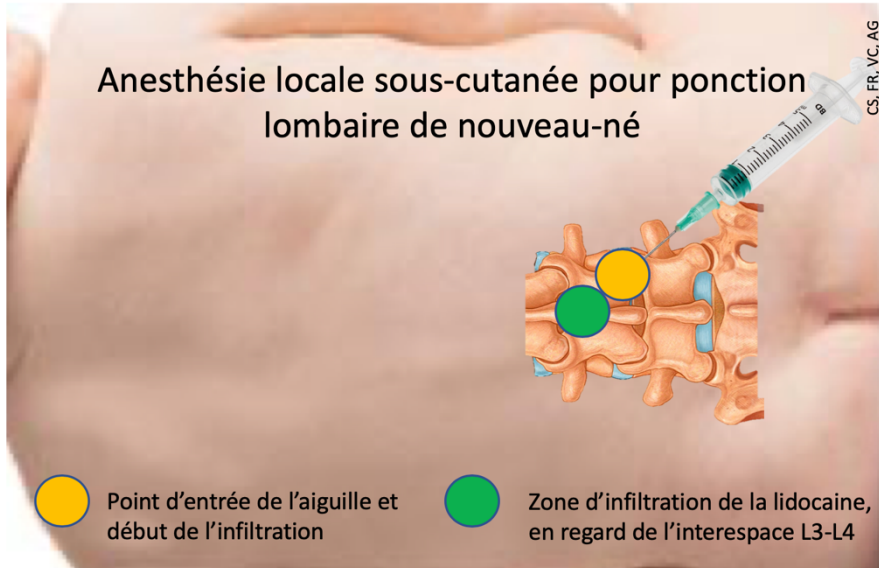 Anesthésie locale sous-cutanée pour ponction
lombaire de nouveau-né
CS, FR, VC, AG
BD
Point d'entrée de l'aiguille et
début de l'infiltration
Zone d'infiltration de la lidocaine,
en regard de l'interespace L3-L4